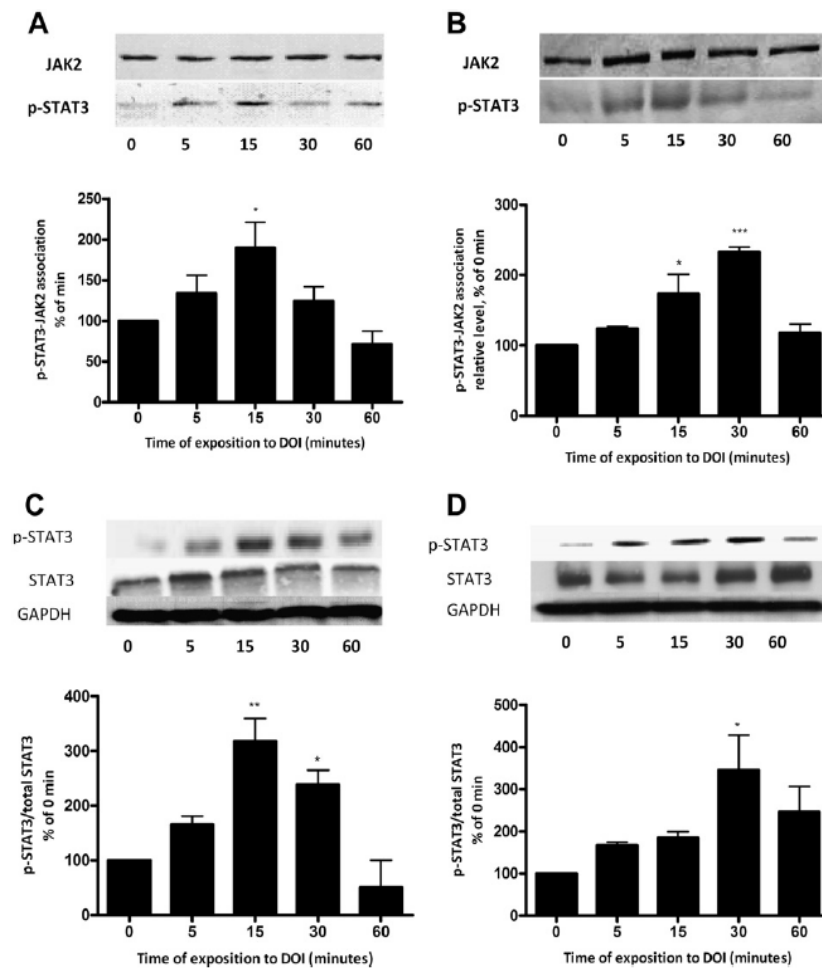 A
JAK2
p-STAT3
0 5 15 30 60
250
200
150
100
50
0
p-STAT3-JAK2 association
% of min
*
0 5 15 30 60
Time of exposition to DOI (minutes)
B
JAK2
p-STAT3
0 5 15 30 60
300
200
100
0
p-STAT3-JAK2 association
relative level, % of 0 min
*
***
0 5 15 30 60
Time of exposition to DOI (minutes)
C
p-STAT3
STAT3
GAPDH
0 5 15 30 60
400
300
200
100
0
p-STAT3/total STAT3
% of 0 min
**
*
0 5 15 30 60
Time of exposition to DOI (minutes)
D
p-STAT3
STAT3
GAPDH
0 5 15 30 60
500
400
300
200
100
0
p-STAT3/total STAT3
% of 0 min
*
0 5 15 30 60
Time of exposition to DOI (minutes)